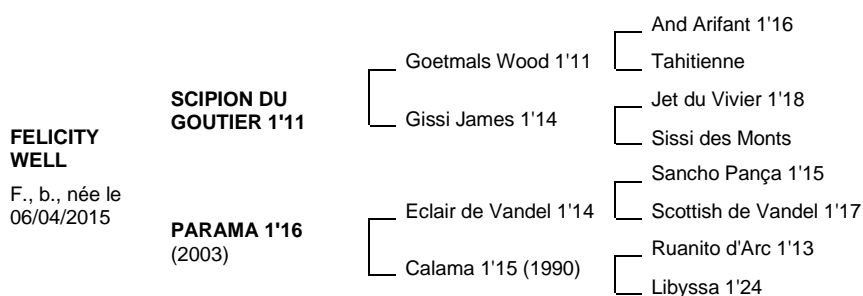 FELICITY
WELL
F., b., née le
06/04/2015
SCIPION DU
GOUTIER 1'11
PARAMA 1'16
(2003)
Goetmals Wood 1'11
Gissi James 1'14
Eclair de Vandel 1'14
Calama 1'15 (1990)
And Arifant 1'16
Tahitienne
Jet du Vivier 1'18
Sissi des Monts
Sancho Pança 1'15
Scottish de Vandel 1'17
Ruanito d'Arc 1'13
Libyssa 1'24